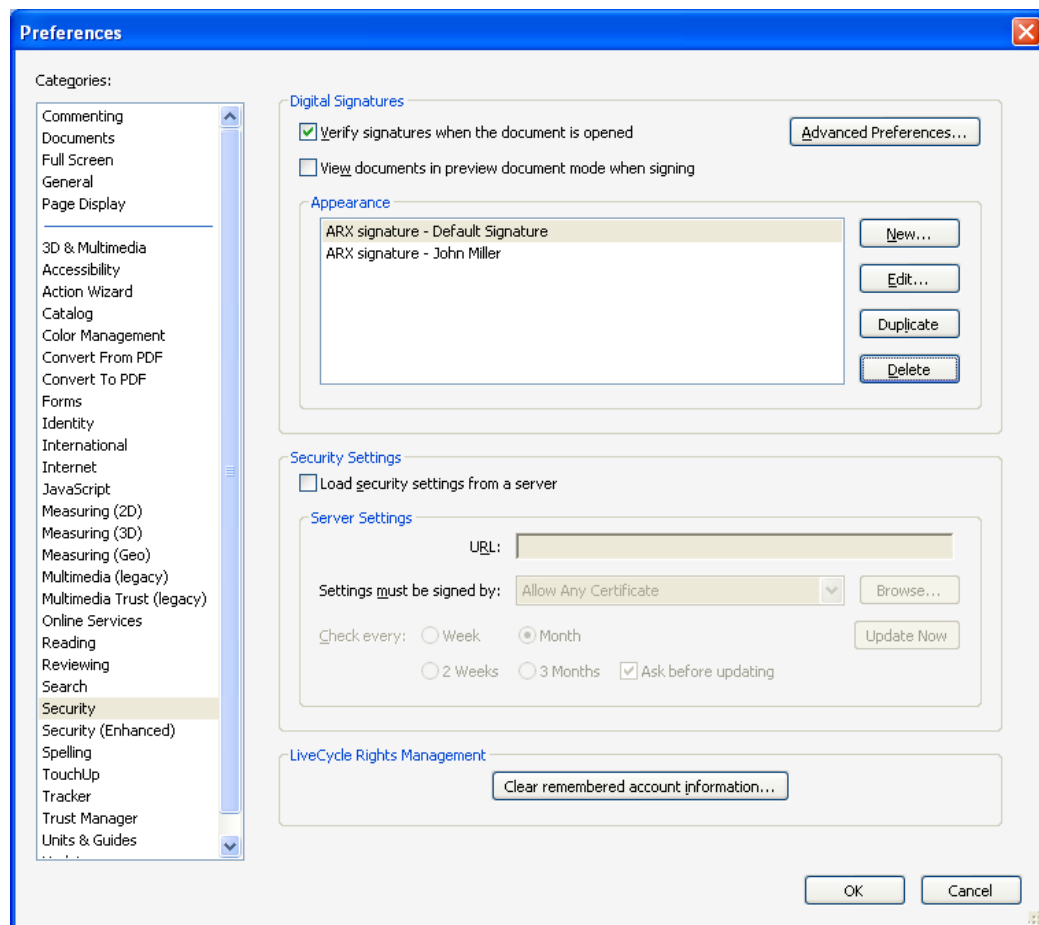 Preferences
Categories:
Commenting
Documents
Full Screen
General
Page Display
3D & Multimedia
Accessibility
Action Wizard
Catalog
Color Management
Convert From PDF
Convert To PDF
Forms
Identity
International
Internet
JavaScript
Measuring (2D)
Measuring (3D)
Measuring (Geo)
Multimedia (legacy)
Multimedia Trust (legacy)
Online Services
Reading
Reviewing
Search
Security
Security (Enhanced)
Spelling
TouchUp
Tracker
Trust Manager
Units & Guides
Digital Signatures
Verify signatures when the document is opened
Advanced Preferences...
View documents in preview document mode when signing
Appearance
ARX signature - Default Signature
ARX signature - John Miller
New...
Edit...
Duplicate
Delete
Security Settings
Load security settings from a server
Server Settings
URL:
Settings must be signed by: Allow Any Certificate Browse...
Check every: Week Month Update Now
2 Weeks 3 Months Ask before updating
LiveCycle Rights Management
Clear remembered account information...
OK Cancel